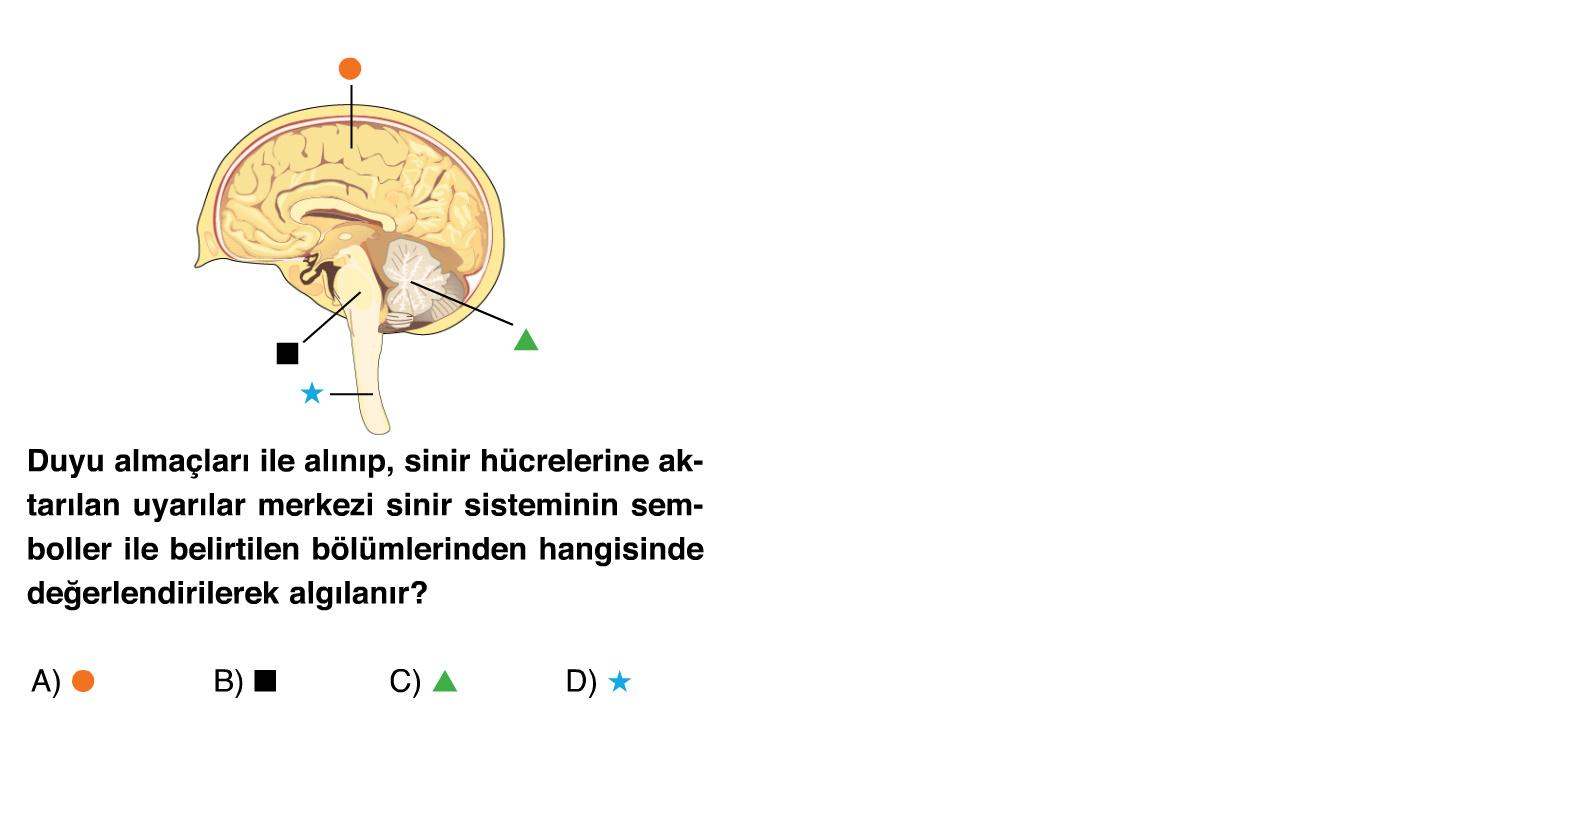 Duyu almaçları ile alınıp, sinir hücrelerine ak-
tarılan uyarılar merkezi sinir sisteminin sem-
boller ile belirtilen bölümlerinden hangisinde
değerlendirilerek algılanır?
A) B) C) D)